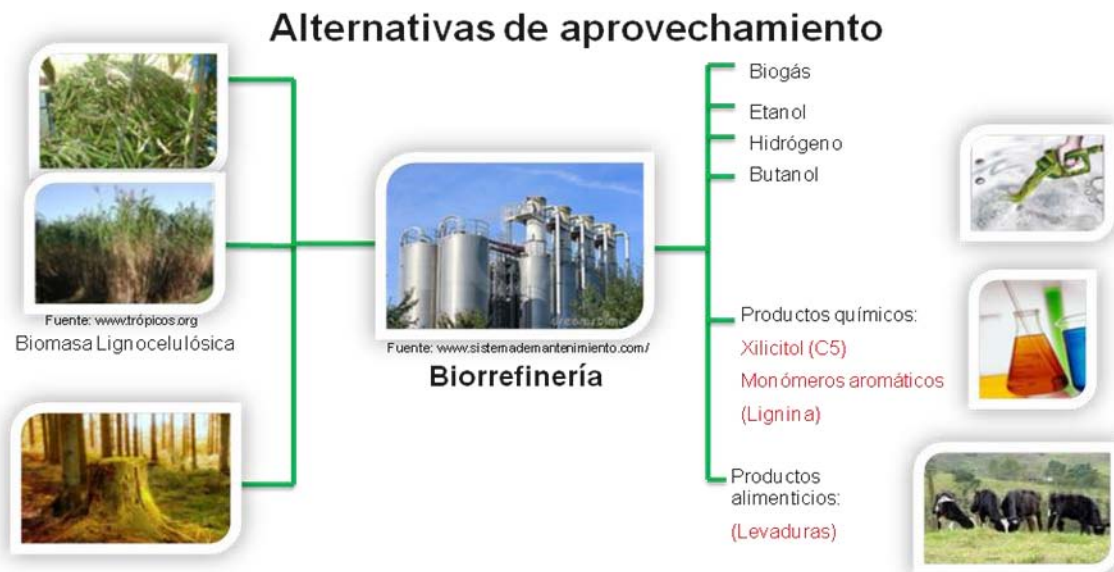 Alternativas de aprovechamiento
Fuente: www.trópicos.org
Biomasa Lignocelulósica
Fuente: www.sistemademantenimiento.com/
Biorrefinería
Biogás
Etanol
Hidrógeno
Butanol
Productos químicos:
Xilicitol (C5)
Monómeros aromáticos
(Lignina)
Productos
alimenticios:
(Levaduras)